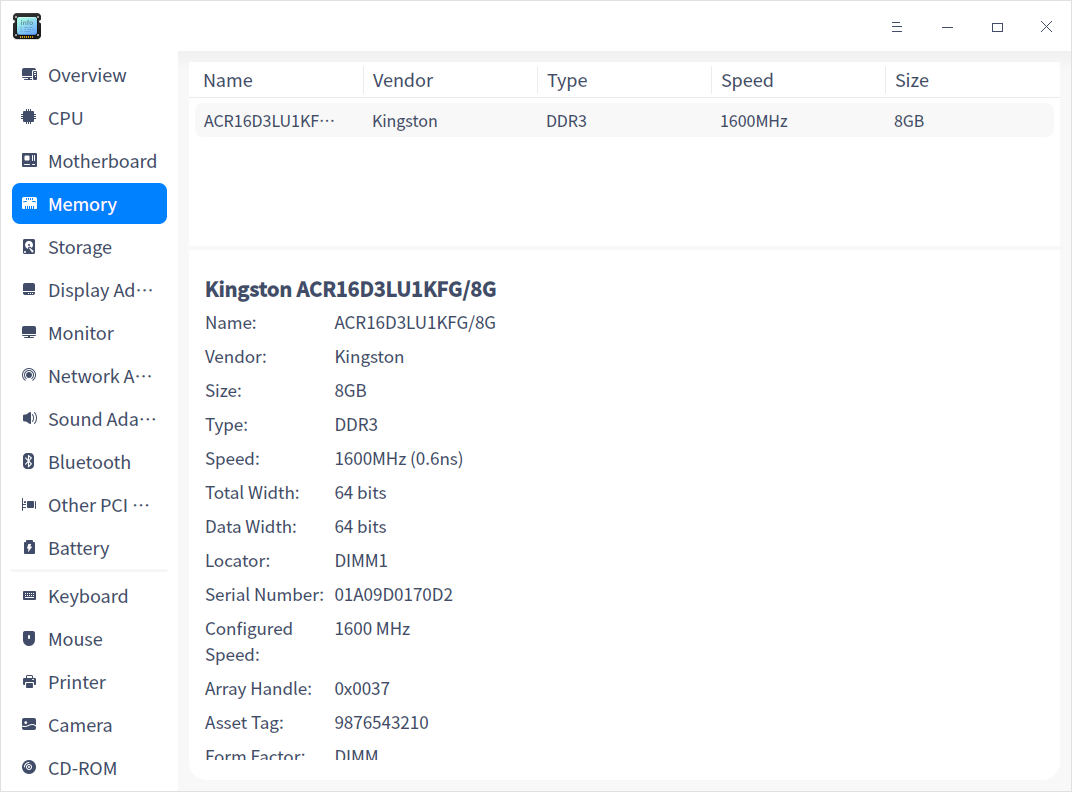 info
Overview
CPU
Motherboard
Memory
Storage
Display Ad···
Monitor
Network A···
Sound Ada···
Bluetooth
Other PCI ···
Battery
Keyboard
Mouse
Printer
Camera
CD-ROM
Name Vendor Type Speed Size
ACR16D3LU1KF··· Kingston DDR3 1600MHz 8GB
Kingston ACR16D3LU1KFG/8G
Name: ACR16D3LU1KFG/8G
Vendor: Kingston
Size: 8GB
Type: DDR3
Speed: 1600MHz (0.6ns)
Total Width: 64 bits
Data Width: 64 bits
Locator: DIMM1
Serial Number: 01A09D0170D2
Configured Speed: 1600 MHz
Array Handle: 0x0037
Asset Tag: 9876543210
Form Factor: DIMM